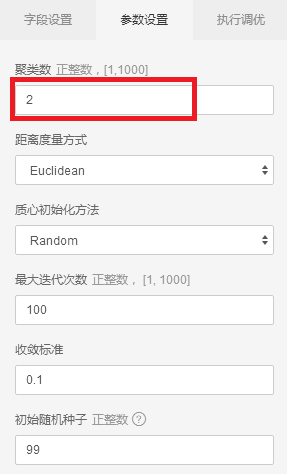 字段设置 参数设置 执行调优
聚类数 正整数，[1,1000]
2
距离度量方式
Euclidean
质心初始化方法
Random
最大迭代次数 正整数， [1, 1000]
100
收敛标准
0.1
初始随机种子 正整数 ?
99